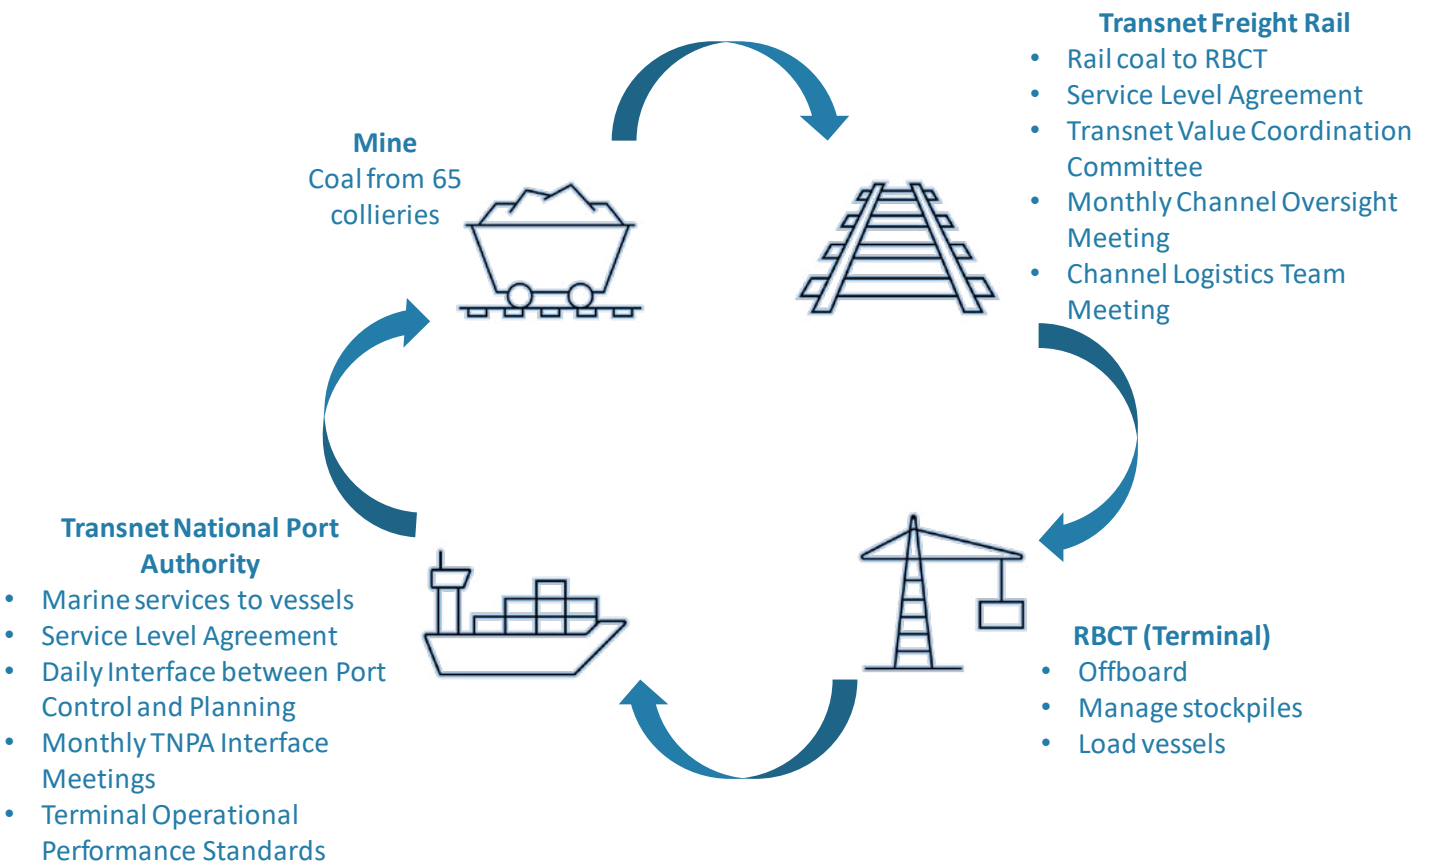 Mine
Coal from 65
collieries
Transnet Freight Rail
• Rail coal to RBCT
• Service Level Agreement
• Transnet Value Coordination
Committee
• Monthly Channel Oversight
Meeting
• Channel Logistics Team
Meeting
RBCT (Terminal)
• Offboard
• Manage stockpiles
• Load vessels
Transnet National Port
Authority
• Marine services to vessels
• Service Level Agreement
• Daily Interface between Port
Control and Planning
• Monthly TNPA Interface
Meetings
• Terminal Operational
Performance Standards